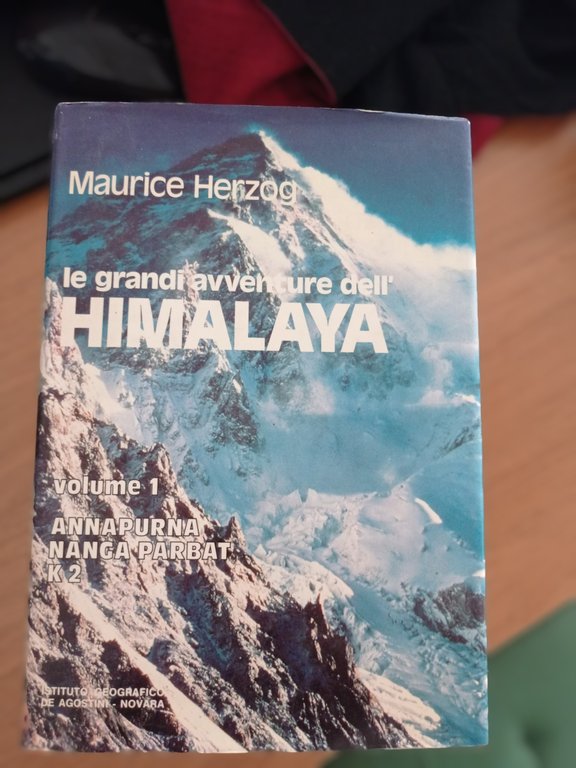 Maurice Herzog
le grandi avventure dell'
HIMALAYA
volume 1
ANNAPURNA
NANGA PARBAT
K 2
ISTITUTO GEOGRAFICO
DE AGOSTINI - NOVARA